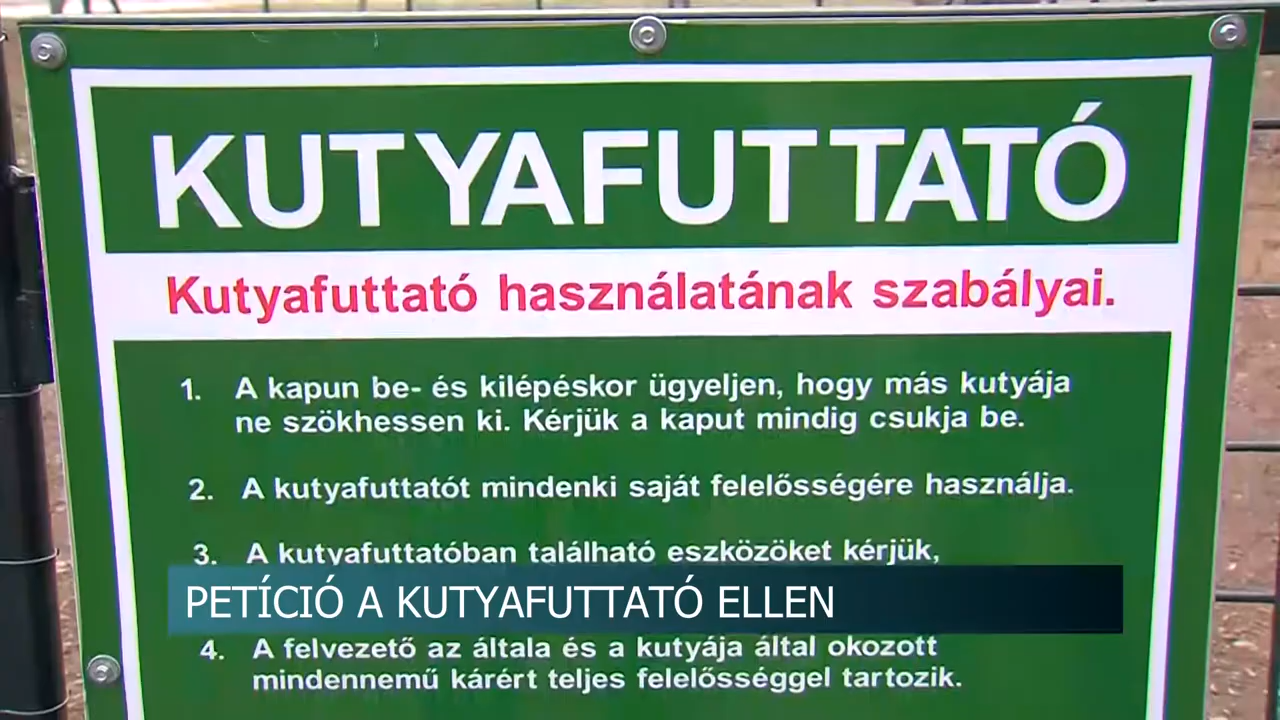 KUTYAFUTTATÓ
Kutyafuttató használatának szabályai.
1. A kapun be- és kilépéskor ügyeljen, hogy más kutyája
ne szökhessen ki. Kérjük a kaput mindig csukja be.
2. A kutyafuttatót mindenki saját felelősségére használja.
3. A kutyafuttatóban található eszközöket kérjük,
PETÍCIÓ A KUTYAFUTTATÓ ELLEN
4. A felvezető az általa és a kutyája által okozott
mindennemű kárért teljes felelősséggel tartozik.